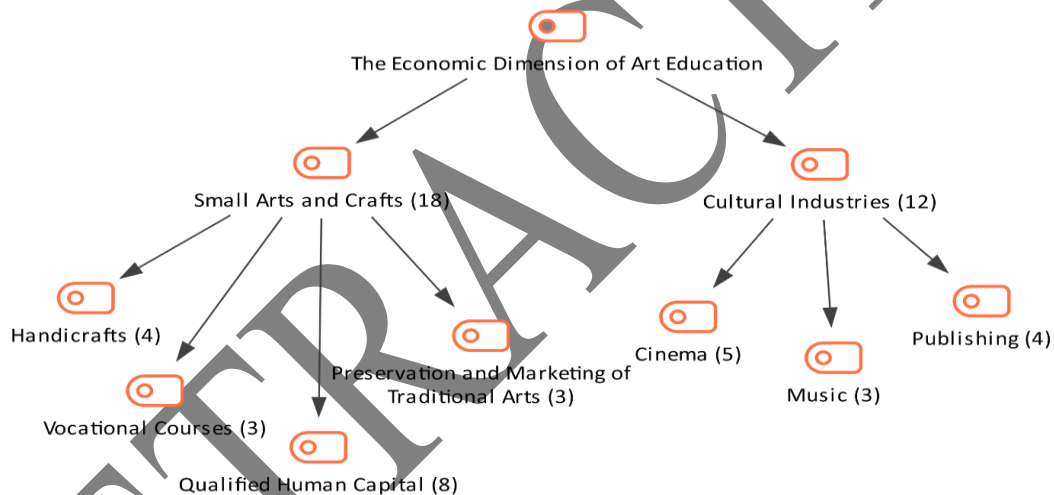 The Economic Dimension of Art Education
Small Arts and Crafts (18)
Cultural Industries (12)
Handicrafts (4)
Vocational Courses (3)
Qualified Human Capital (8)
Preservation and Marketing of
Traditional Arts (3)
Cinema (5)
Music (3)
Publishing (4)